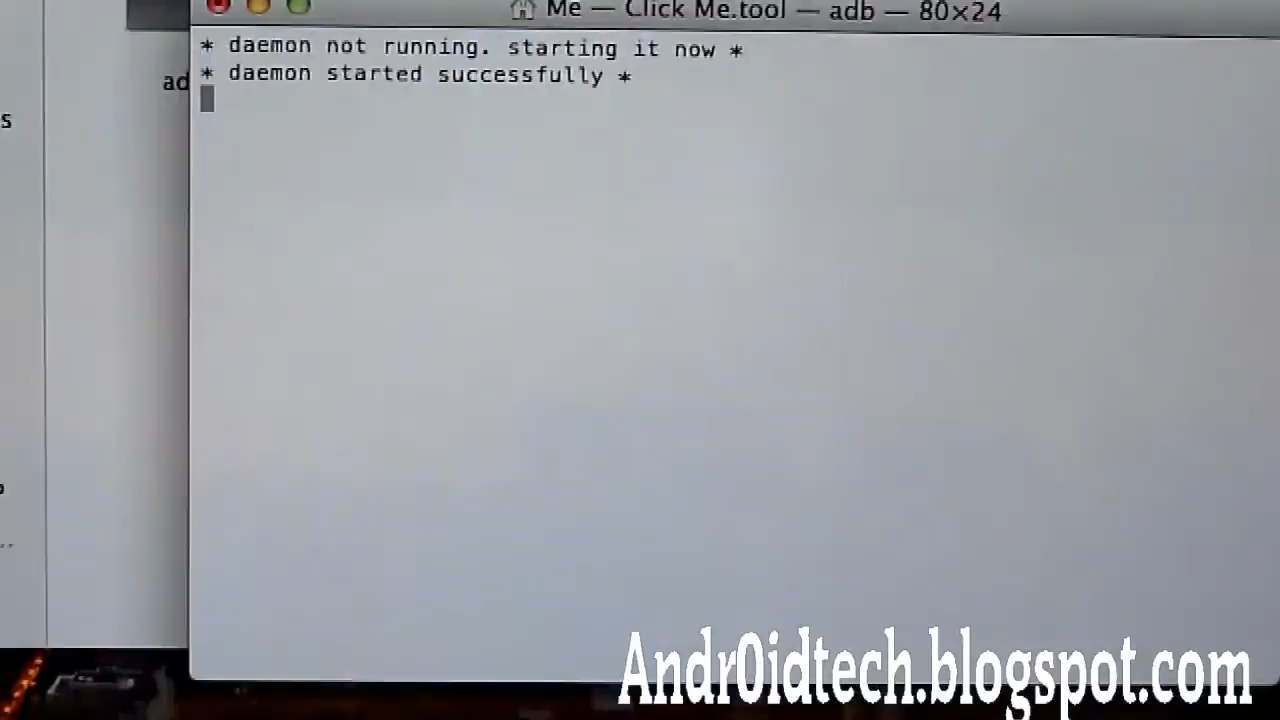 Me — Click Me.tool — adb — 80×24
* daemon not running. starting it now *
* daemon started successfully *
ad
s
Andr0idtech.blogspot.com